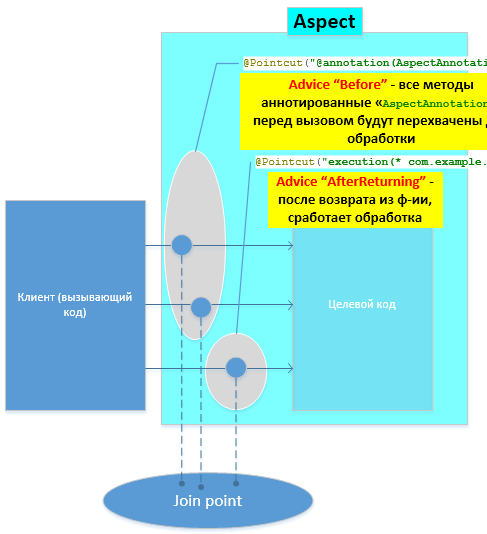 Aspect
@Pointcut("@annotation(AspectAnnotati
Advice “Before” - все методы
аннотированные «AspectAnnotation
перед вызовом будут перехвачены д
обработки
@Pointcut("execution(* com.example.
Advice “AfterReturning” -
после возврата из ф-ии,
сработает обработка
Клиент (вызывающий
код)
Целевой код
Join point